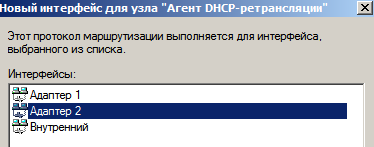 Новый интерфейс для узла "Агент DHCP-ретрансляции"
Этот протокол маршрутизации выполняется для интерфейса,
выбранного из списка.
Интерфейсы:
Адаптер 1
Адаптер 2
Внутренний